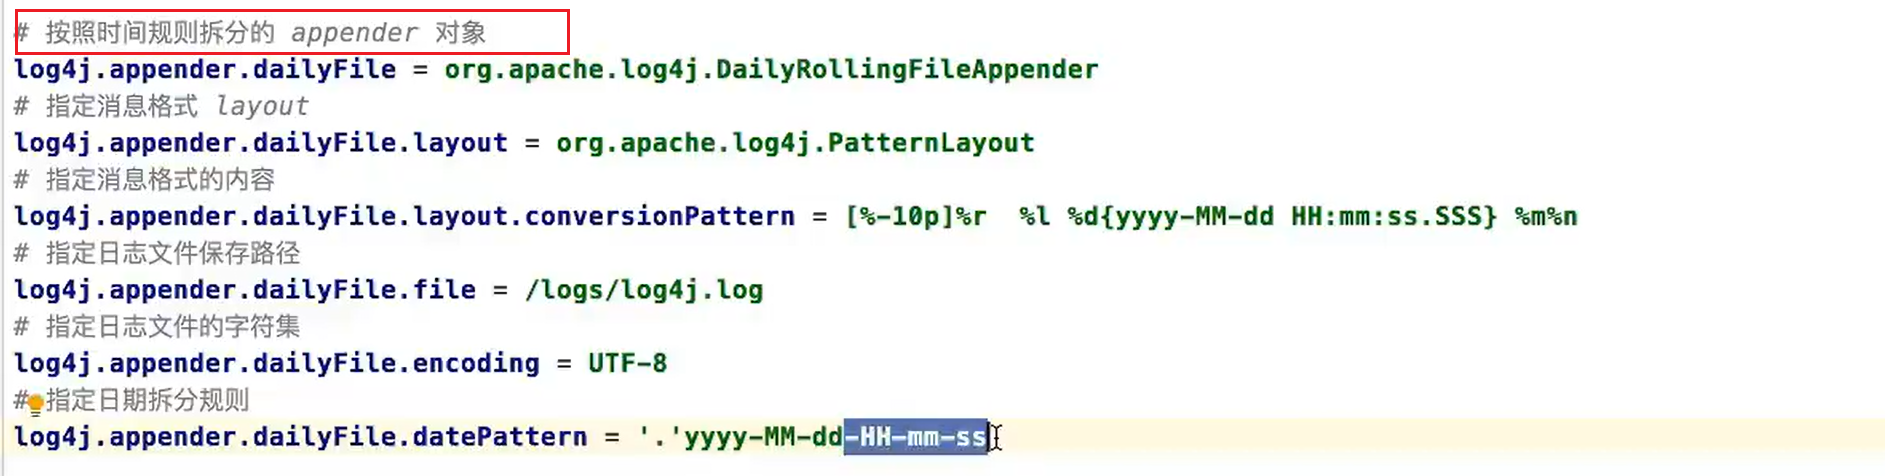 # 按照时间规则拆分的 appender 对象
log4j.appender.dailyFile = org.apache.log4j.DailyRollingFileAppender
# 指定消息格式 layout
log4j.appender.dailyFile.layout = org.apache.log4j.PatternLayout
# 指定消息格式的内容
log4j.appender.dailyFile.layout.conversionPattern = [%-10p]%r  %l %d{yyyy-MM-dd HH:mm:ss.SSS} %m%n
# 指定日志文件保存路径
log4j.appender.dailyFile.file = /logs/log4j.log
# 指定日志文件的字符集
log4j.appender.dailyFile.encoding = UTF-8
# 指定日期拆分规则
log4j.appender.dailyFile.datePattern = '.'yyyy-MM-dd-HH-mm-ss